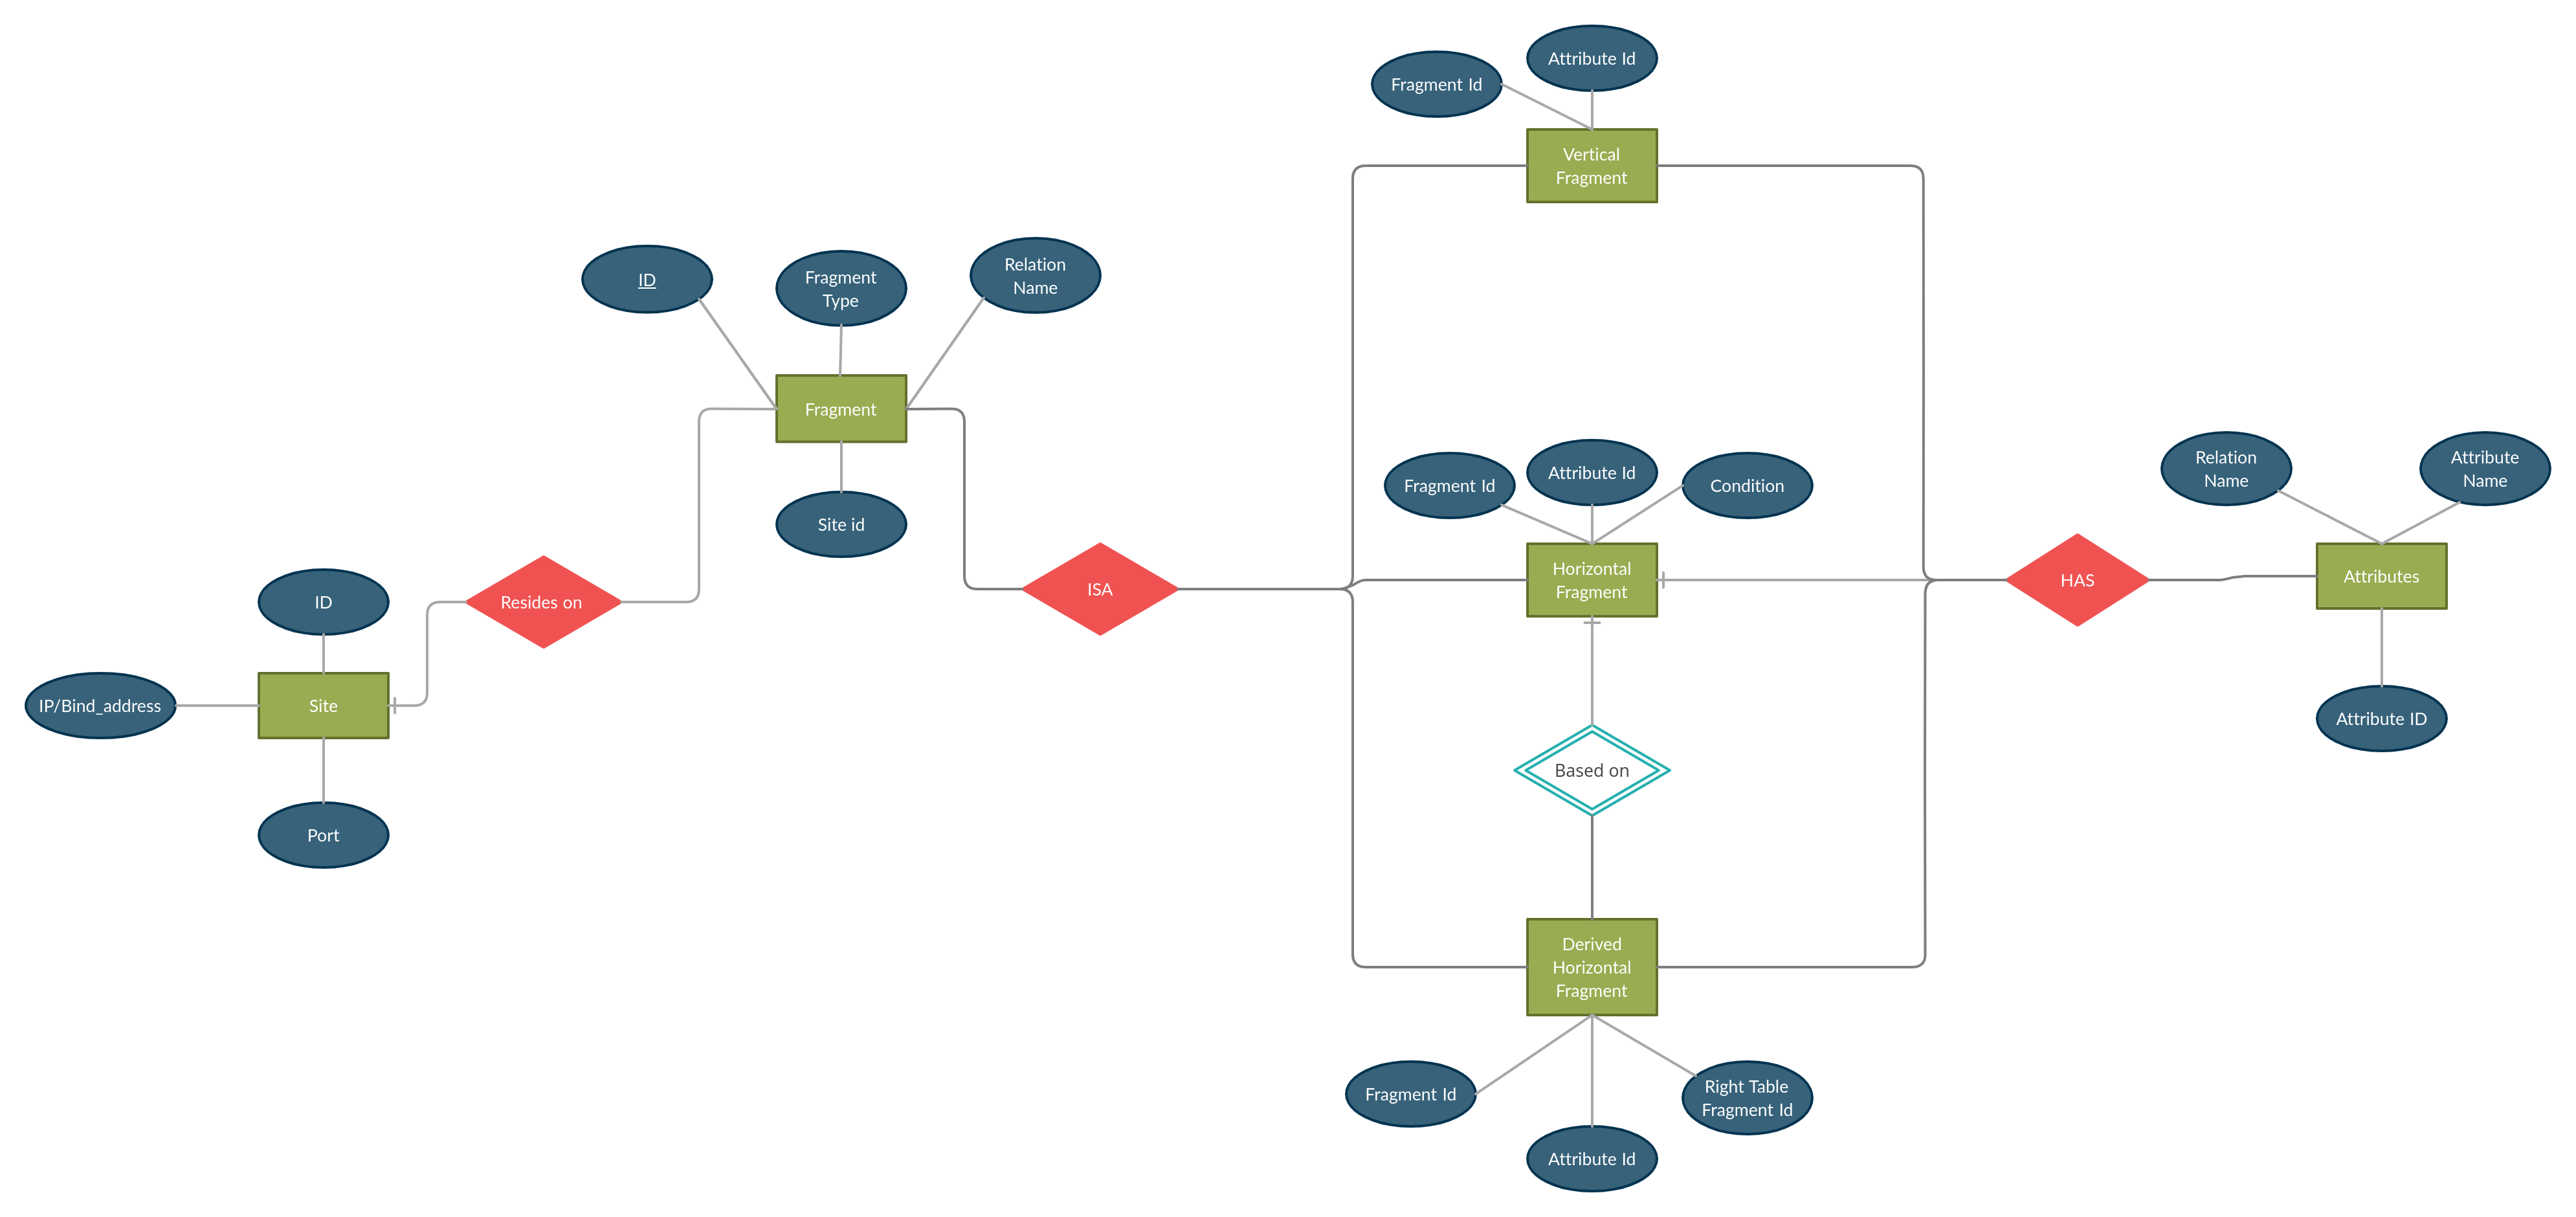 Attribute Id
Fragment Id
Vertical
Fragment
ID
Fragment
Type
Relation
Name
Fragment
Site id
Fragment Id
Attribute Id
Condition
Relation
Name
Attribute
Name
ID
Resides on
ISA
Horizontal
Fragment
HAS
Attributes
IP/Bind_address
Site
Port
Attribute ID
Based on
Derived
Horizontal
Fragment
Fragment Id
Attribute Id
Right Table
Fragment Id